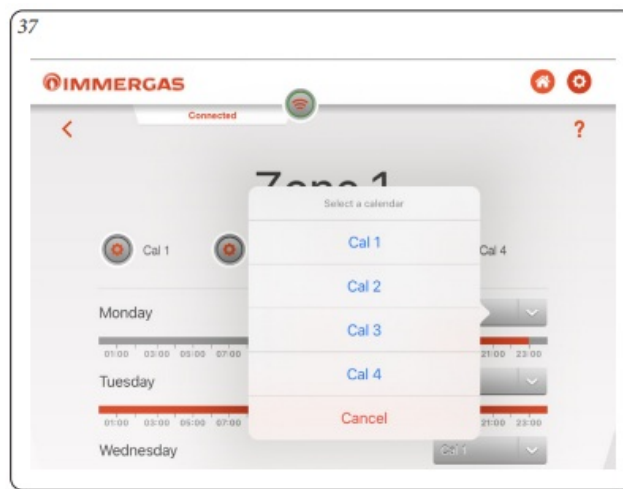 37
IMMERGAS
Connected
?
Zone 1
Select a calendar
Cal 1
Cal 4
Cal 1
Cal 2
Cal 3
Cal 4
Cancel
Monday
01:00 03:00 05:00 07:00 21:00 23:00
Tuesday
01:00 03:00 05:00 07:00 21:00 23:00
Wednesday Cal 1